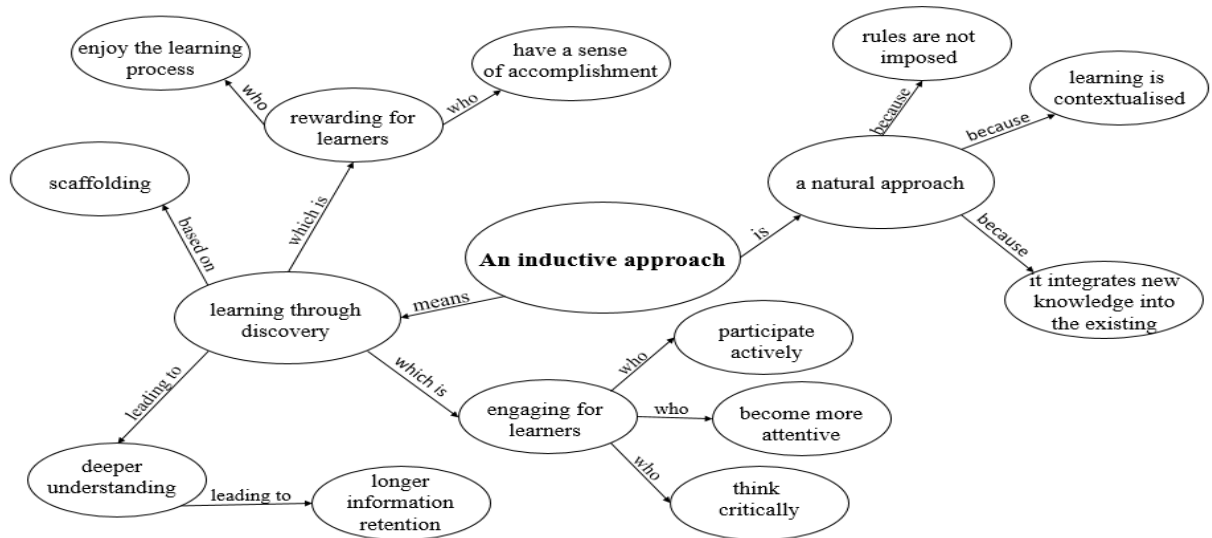 enjoy the learning
process
who
have a sense
of accomplishment
who
rewarding for
learners
rules are not
imposed
because
learning is
contextualised
because
a natural approach
because
it integrates new
knowledge into
the existing
scaffolding
based on
which is
An inductive approach
is
means
learning through
discovery
which is
leading to
engaging for
learners
who
participate
actively
who
become more
attentive
who
think
critically
deeper
understanding
leading to
longer
information
retention